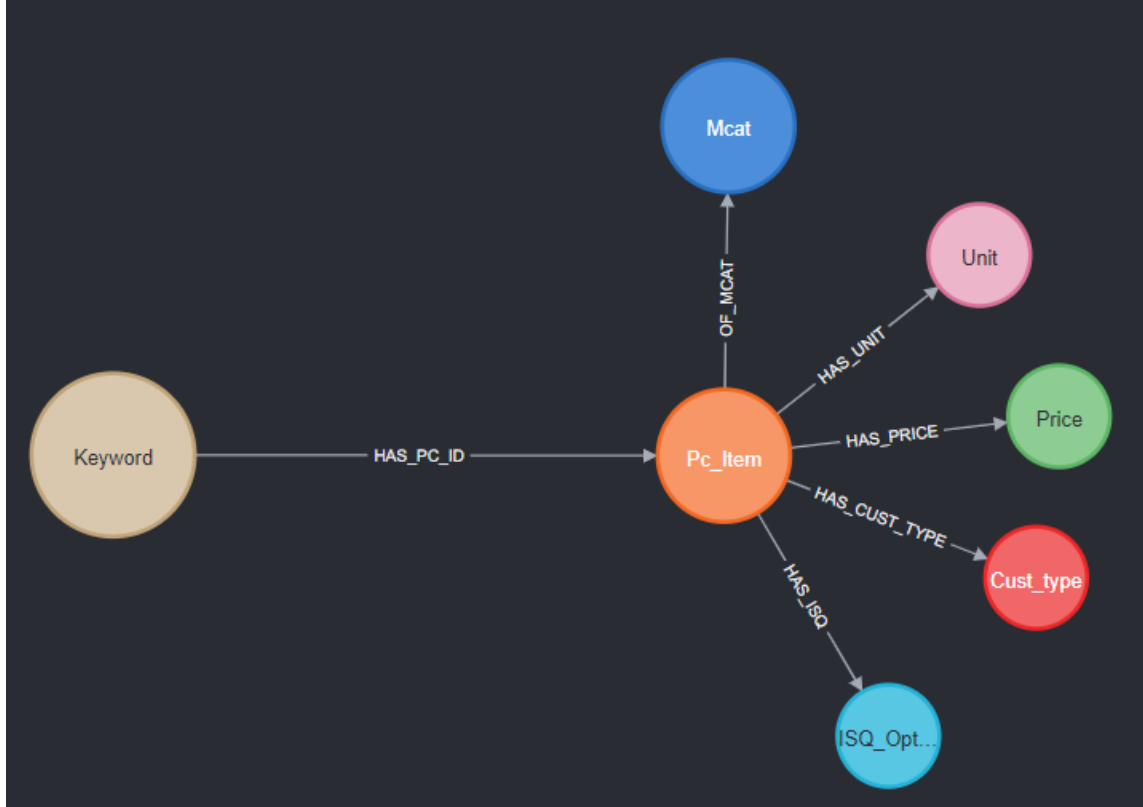 Mcat
Unit
OF_MCAT
HAS_UNIT
Price
HAS_PRICE
Keyword
HAS_PC_ID
Pc_Item
HAS_CUST_TYPE
Cust_type
HAS_ISQ
ISQ_Opt...